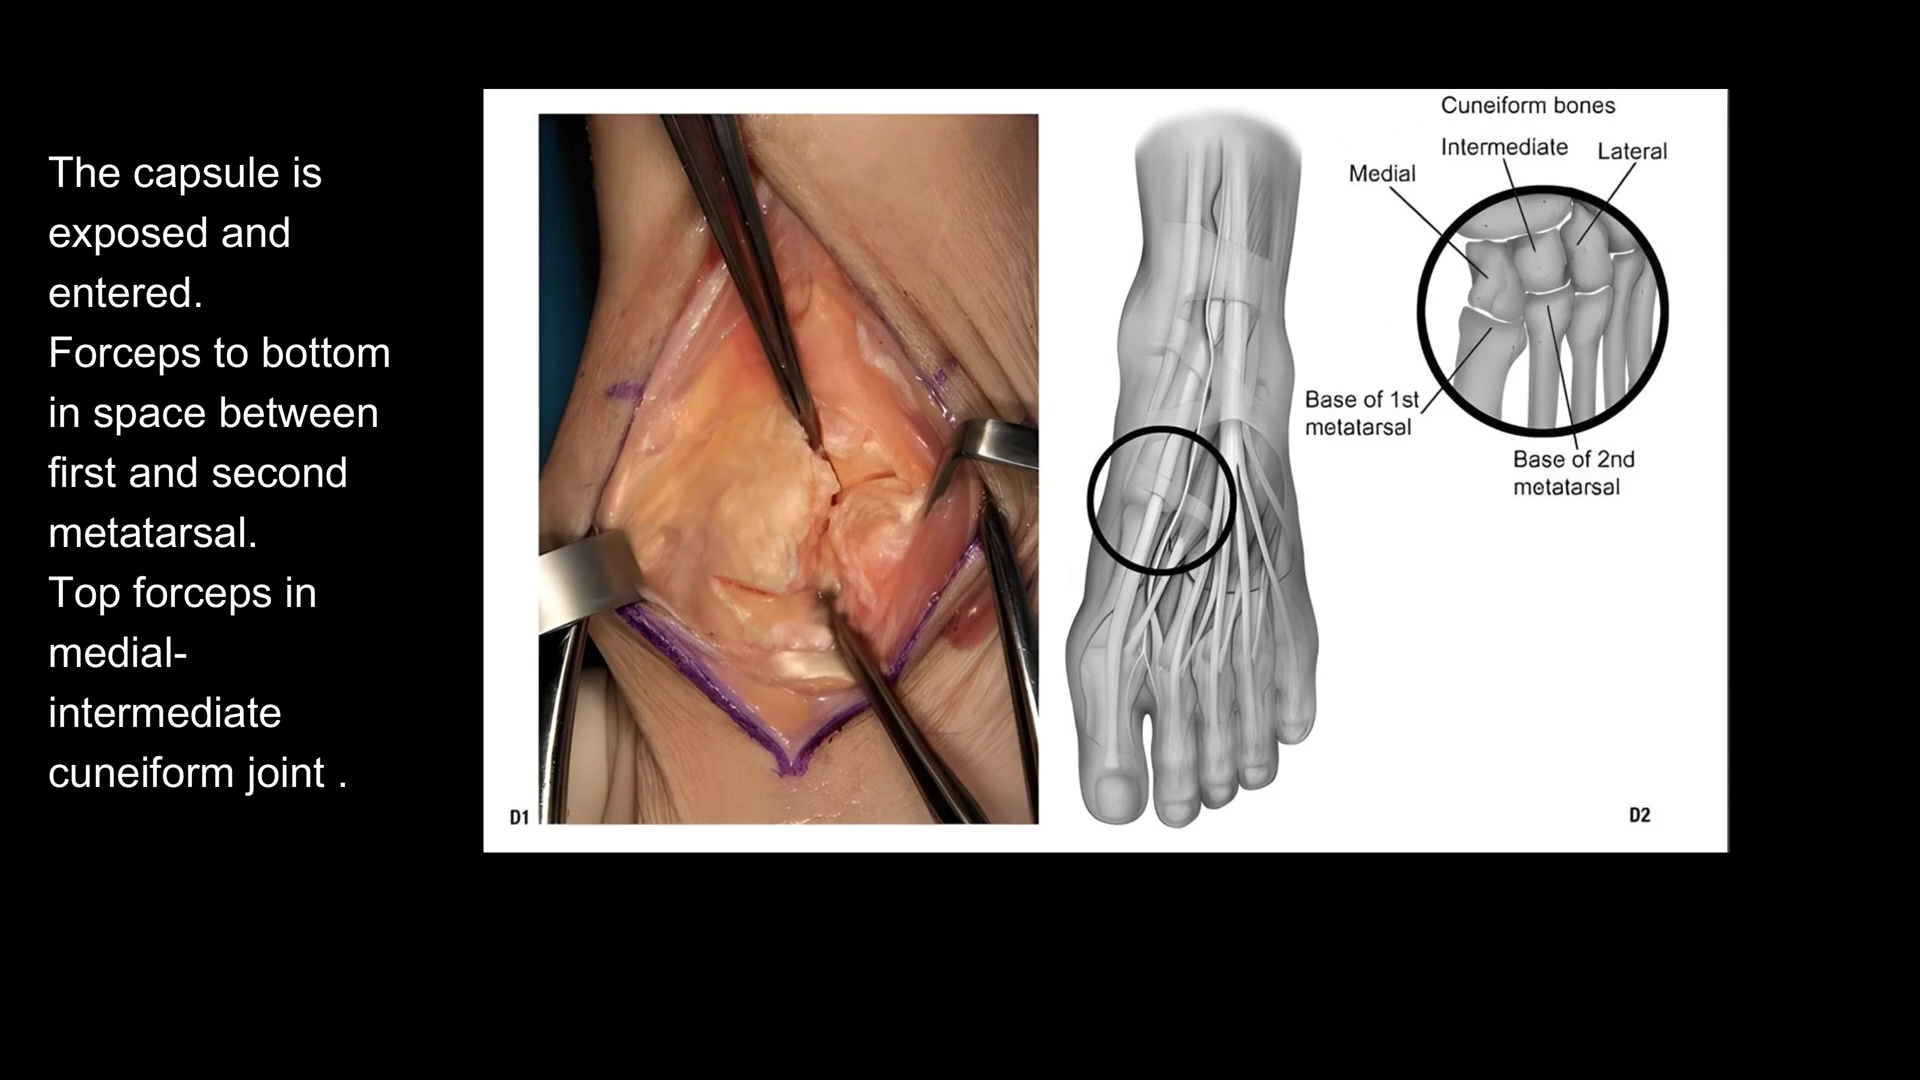 The capsule is
exposed and
entered.
Forceps to bottom
in space between
first and second
metatarsal.
Top forceps in
medial-
intermediate
cuneiform joint .
Cuneiform bones
Intermediate
Lateral
Medial
Base of 1st
metatarsal
Base of 2nd
metatarsal
D1
D2